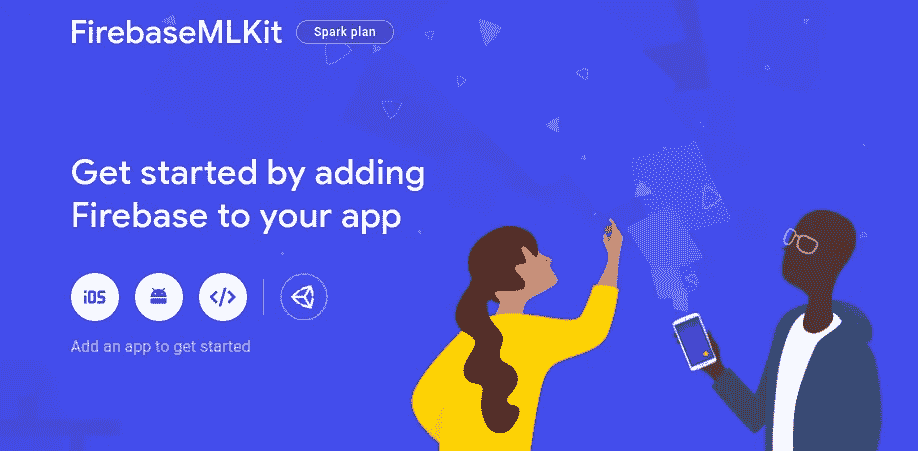 FirebaseMLKit Spark plan
Get started by adding
Firebase to your app
iOS </>
Add an app to get started